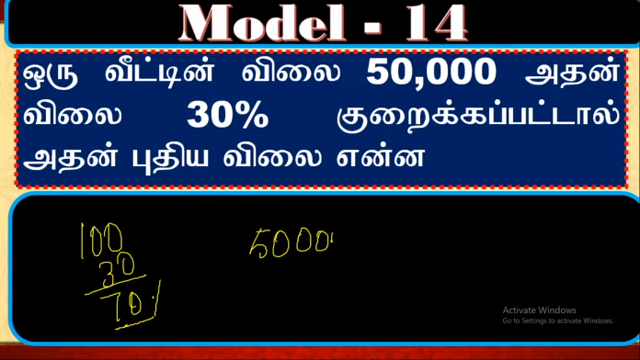 Model - 14
ஒரு வீட்டின் விலை 50,000 அதன்
விலை 30% குறைக்கப்பட்டால்
அதன் புதிய விலை என்ன
100
30
70%
5000
Activate Windows
Go to Settings to activate Windows.